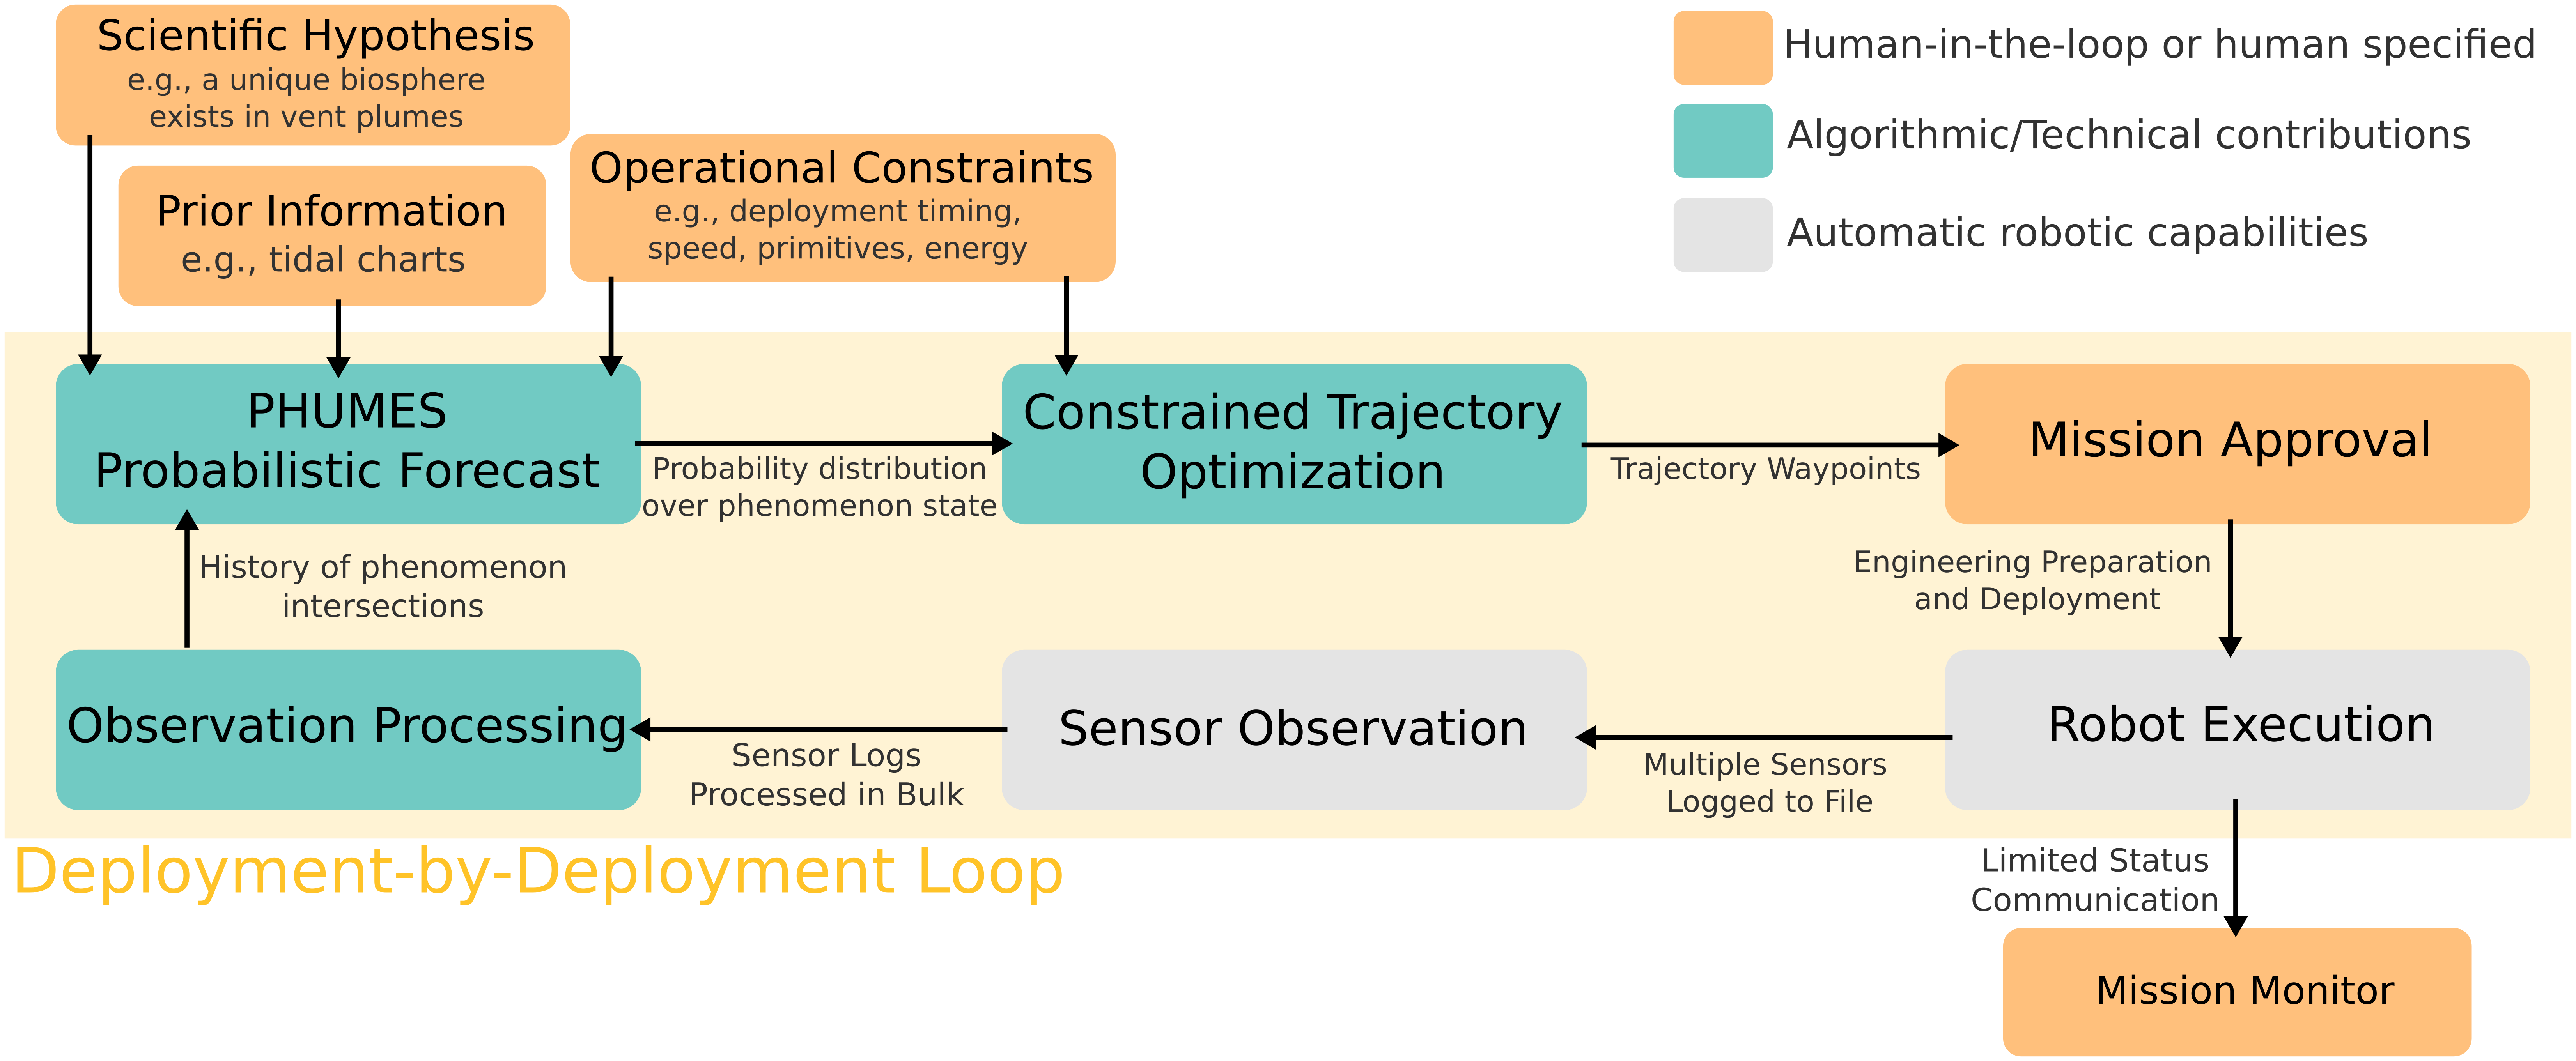 Scientific Hypothesis
e.g., a unique biosphere
exists in vent plumes
Prior Information
e.g., tidal charts
Operational Constraints
e.g., deployment timing,
speed, primitives, energy
Human-in-the-loop or human specified
Algorithmic/Technical contributions
Automatic robotic capabilities
PHUMES
Probabilistic Forecast
Probability distribution
over phenomenon state
Constrained Trajectory
Optimization
Trajectory Waypoints
Mission Approval
Engineering Preparation
and Deployment
Robot Execution
Multiple Sensors
Logged to File
Sensor Observation
Sensor Logs
Processed in Bulk
Observation Processing
History of phenomenon
intersections
Deployment-by-Deployment Loop
Limited Status
Communication
Mission Monitor